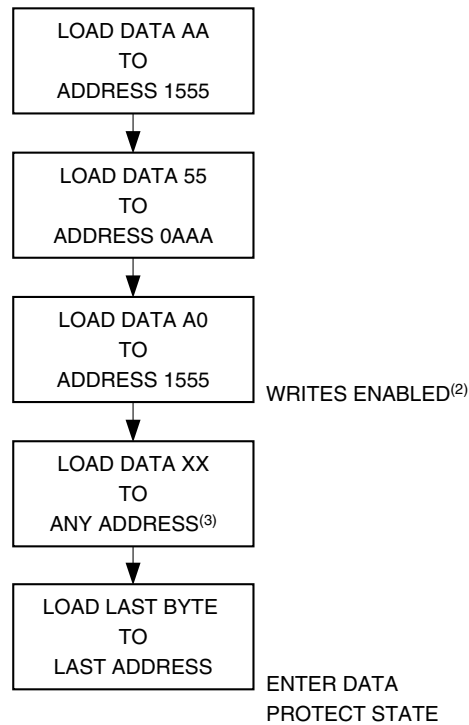 LOAD DATA AA
TO
ADDRESS 1555
LOAD DATA 55
TO
ADDRESS 0AAA
LOAD DATA A0
TO
ADDRESS 1555
WRITES ENABLED(2)
LOAD DATA XX
TO
ANY ADDRESS(3)
LOAD LAST BYTE
TO
LAST ADDRESS
ENTER DATA
PROTECT STATE